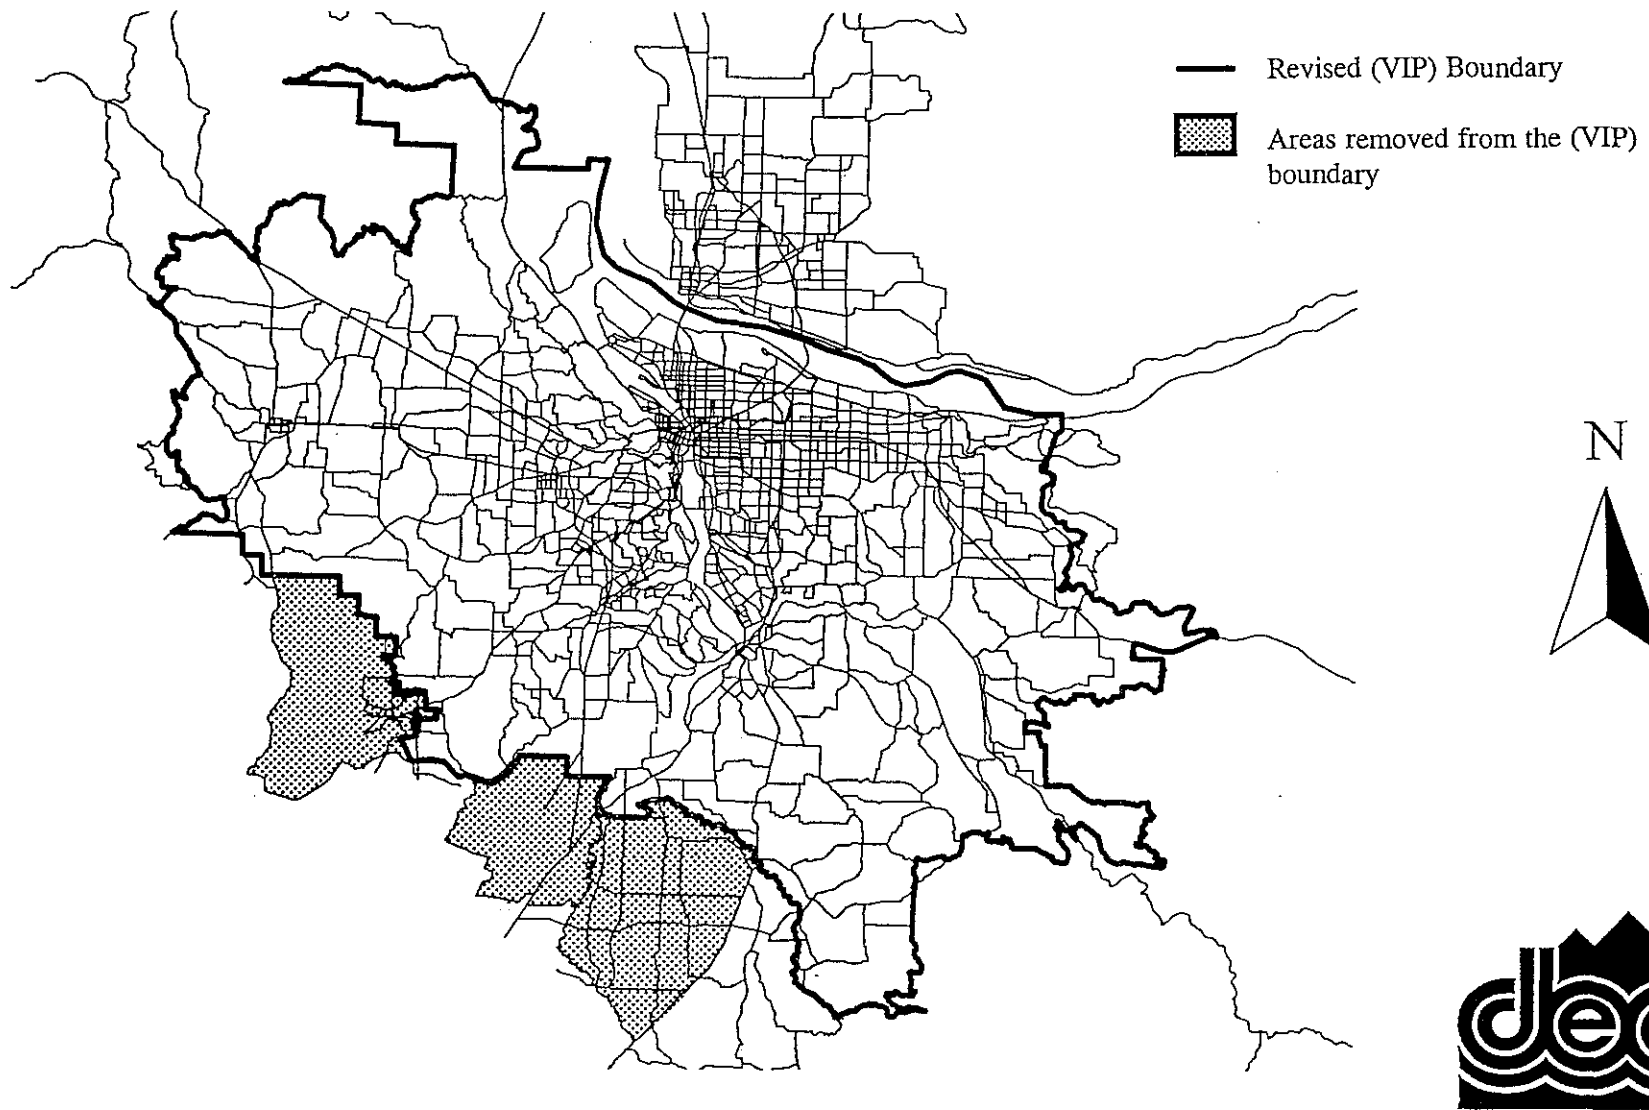 Revised (VIP) Boundary
Areas removed from the (VIP)
boundary
N